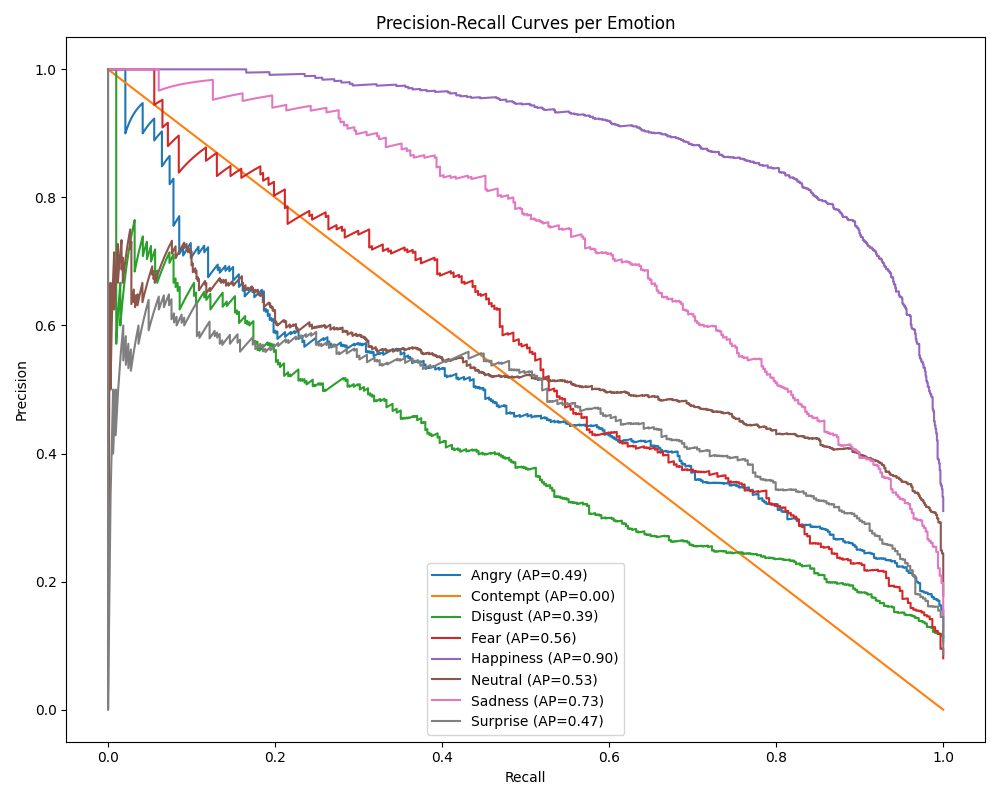 Precision-Recall Curves per Emotion
Precision
1.0
0.8
0.6
0.4
0.2
0.0
Angry (AP=0.49)
Contempt (AP=0.00)
Disgust (AP=0.39)
Fear (AP=0.56)
Happiness (AP=0.90)
Neutral (AP=0.53)
Sadness (AP=0.73)
Surprise (AP=0.47)
0.0 0.2 0.4 0.6 0.8 1.0
Recall